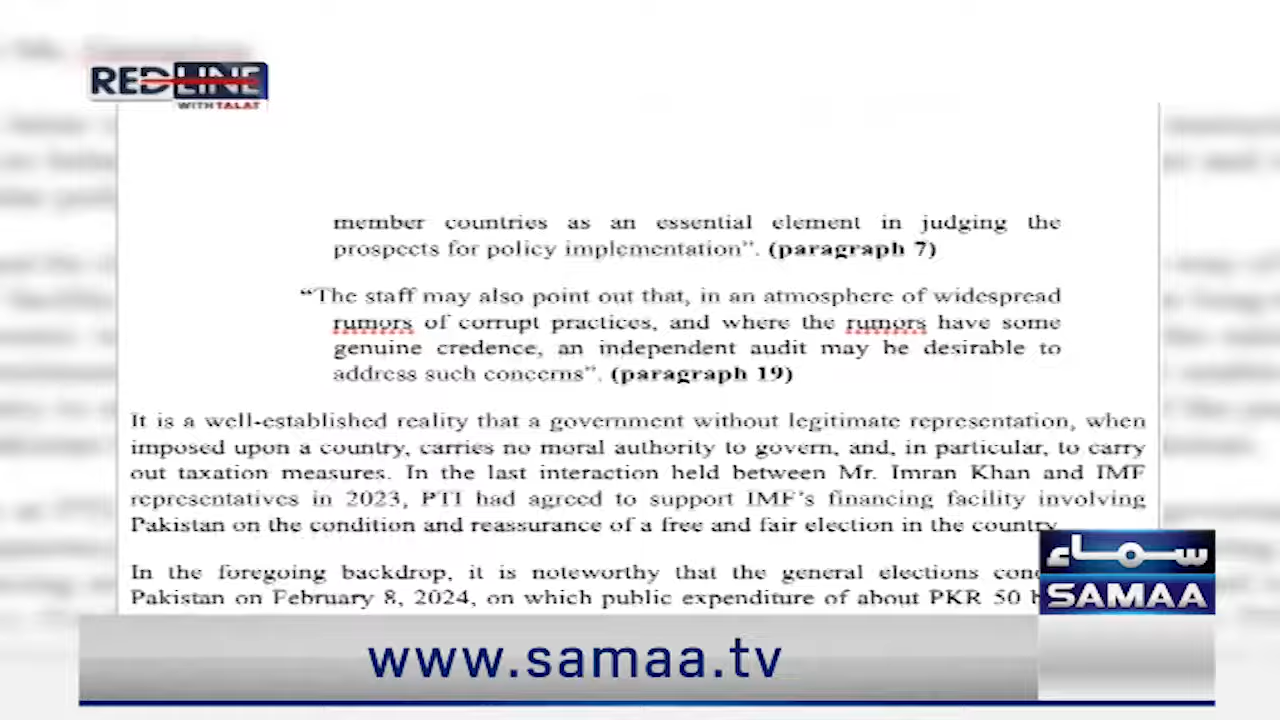 REDLINE
WITH TALAT
member countries as an essential element in judging the
prospects for policy implementation”. (paragraph 7)
“The staff may also point out that, in an atmosphere of widespread
rumors of corrupt practices, and where the rumors have some
genuine credence, an independent audit may be desirable to
address such concerns”. (paragraph 19)
It is a well-established reality that a government without legitimate representation, when
imposed upon a country, carries no moral authority to govern, and, in particular, to carry
out taxation measures. In the last interaction held between Mr. Imran Khan and IMF
representatives in 2023, PTI had agreed to support IMF’s financing facility involving
Pakistan on the condition and reassurance of a free and fair election in the country.
In the foregoing backdrop, it is noteworthy that the general elections
Pakistan on February 8, 2024, on which public expenditure of about PKR 50
سماء
SAMAA
www.samaa.tv